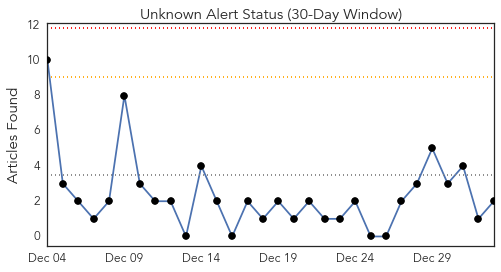 Unknown Alert Status (30-Day Window)
Articles Found
12
10
8
6
4
2
0
Dec 04
Dec 09
Dec 14
Dec 19
Dec 24
Dec 29